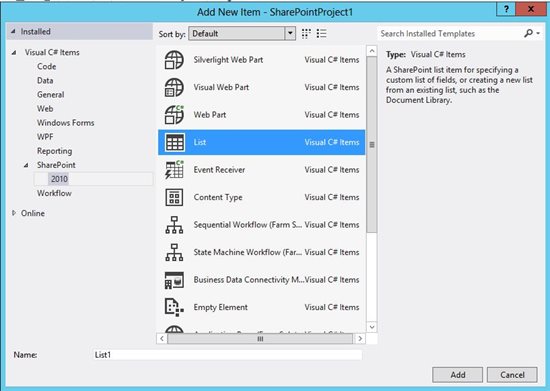 Add New Item - SharePointProject1
?
Installed
Sort by:
Default
Search Installed Templates
Visual C# Items
Code
Data
General
Web
Windows Forms
WPF
Reporting
SharePoint
2010
Workflow
Online
Silverlight Web Part Visual C# Items
Visual Web Part Visual C# Items
Web Part Visual C# Items
List Visual C# Items
Event Receiver Visual C# Items
Content Type Visual C# Items
Sequential Workflow (Farm S... Visual C# Items
State Machine Workflow (Far... Visual C# Items
Business Data Connectivity M... Visual C# Items
Empty Element Visual C# Items
Type: Visual C# Items
A SharePoint list item for specifying a
custom list of fields, or creating a new list
from an existing list, such as the
Document Library.
Name:
List1
Add
Cancel